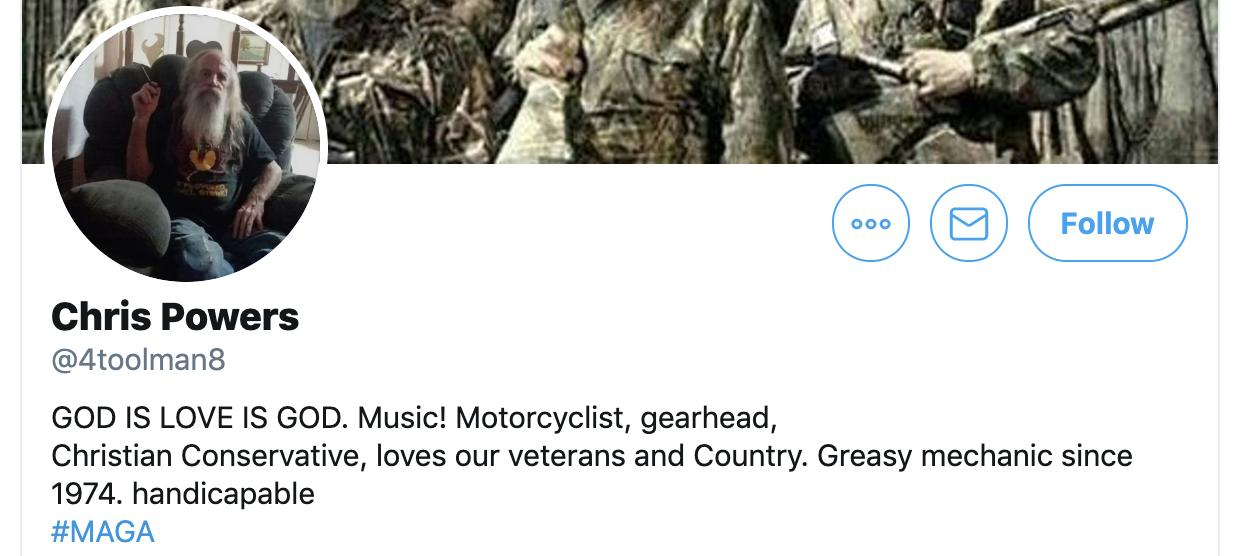 Follow
Chris Powers
@4toolman8
GOD IS LOVE IS GOD. Music! Motorcyclist, gearhead,
Christian Conservative, loves our veterans and Country. Greasy mechanic since
1974. handicapable
#MAGA